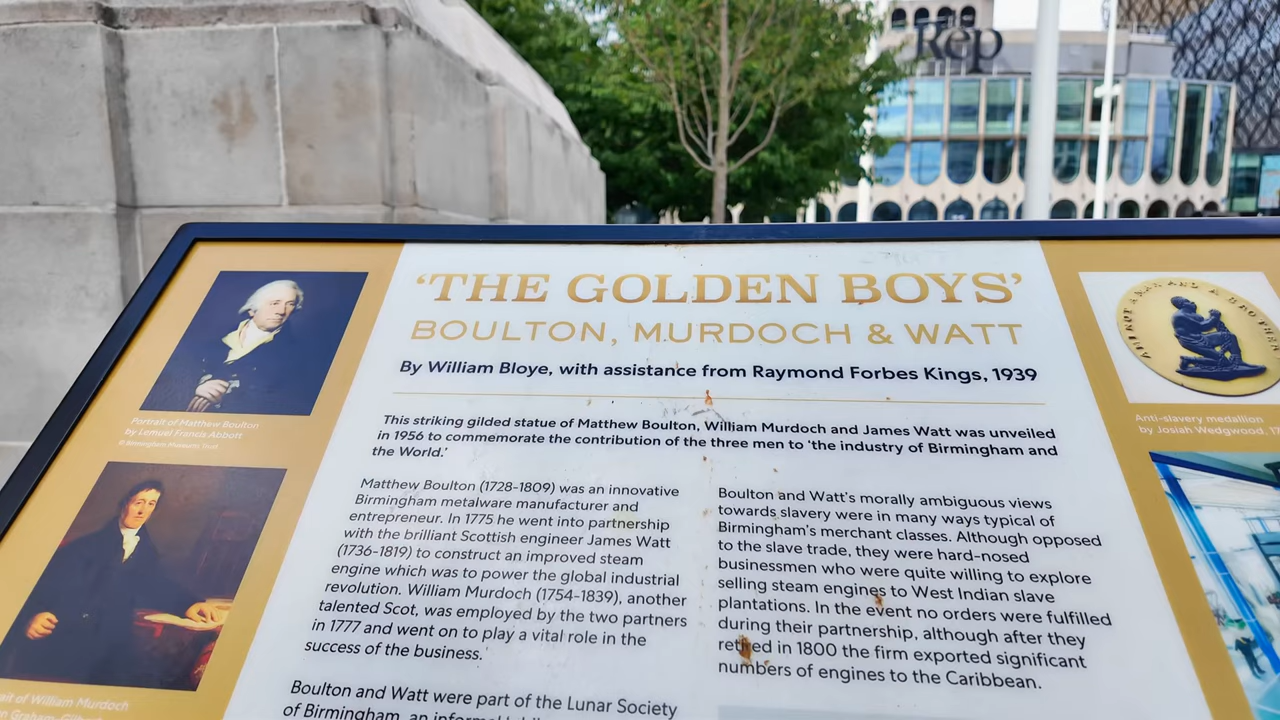 Rep
'THE GOLDEN BOYS'
BOULTON, MURDOCH & WATT
By William Bloye, with assistance from Raymond Forbes Kings, 1939
This striking gilded statue of Matthew Boulton, William Murdoch and James Watt was unveiled
in 1956 to commemorate the contribution of the three men to 'the industry of Birmingham and
the World.'
Matthew Boulton (1728-1809) was an innovative
Birmingham metalware manufacturer and
entrepreneur. In 1775 he went into partnership
with the brilliant Scottish engineer James Watt
(1736-1819) to construct an improved steam
engine which was to power the global industrial
revolution. William Murdoch (1754-1839), another
talented Scot, was employed by the two partners
in 1777 and went on to play a vital role in the
success of the business.
Boulton and Watt were part of the Lunar Society
of Birmingham, an informal
Boulton and Watt's morally ambiguous views
towards slavery were in many ways typical of
Birmingham's merchant classes. Although opposed
to the slave trade, they were hard-nosed
businessmen who were quite willing to explore
selling steam engines to West Indian slave
plantations. In the event no orders were fulfilled
during their partnership, although after they
retired in 1800 the firm exported significant
numbers of engines to the Caribbean.
Portrait of Matthew Boulton
by Lemuel Francis Abbott
© Birmingham Museums Trust
of William Murdoch
Graham-
Anti-slavery medallion
by Josiah Wedgwood, 17
A MAN AND A BROTHER